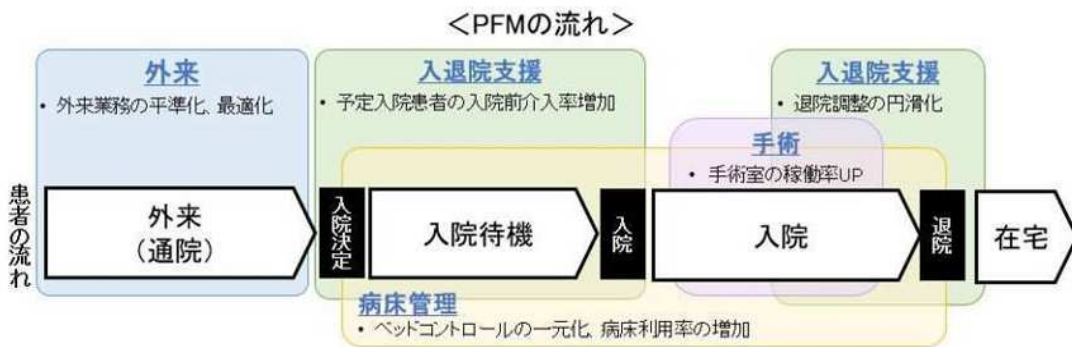 ＜PFMの流れ＞
外来
• 外来業務の平準化、最適化
入退院支援
• 予定入院患者の入院前介入率増加
入退院支援
• 退院調整の円滑化
手術
• 手術室の稼働率UP
患者の流れ
外来
（通院）
入院決定
入院待機
入院
入院
退院
在宅
病床管理
• ベッドコントロールの一元化、病床利用率の増加